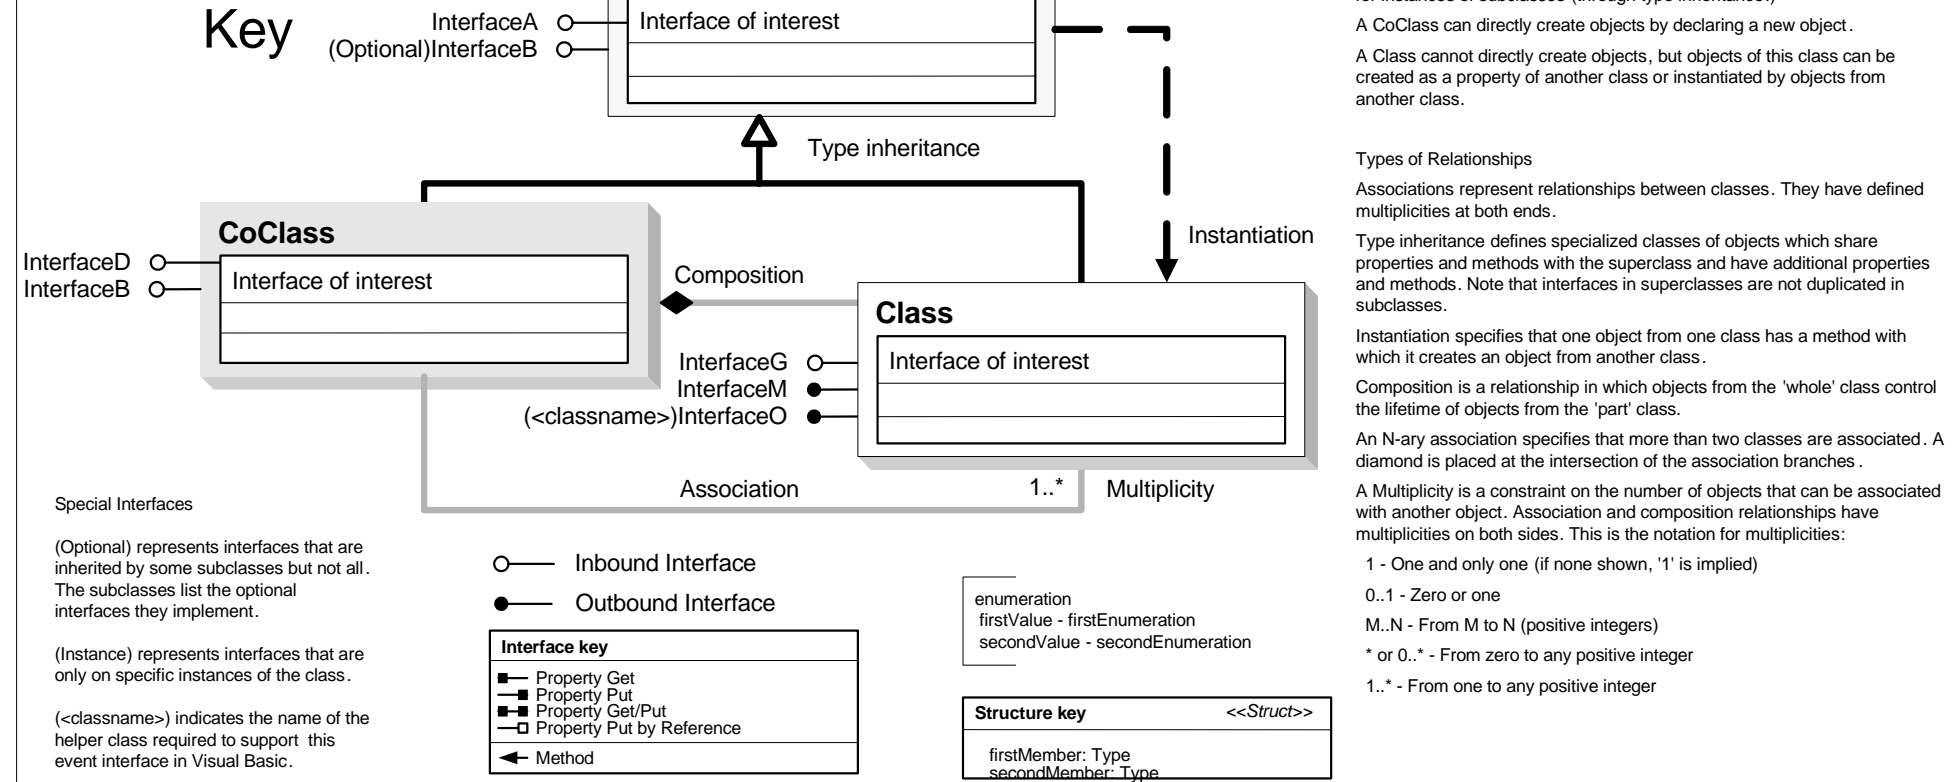 Key
InterfaceA
(Optional)InterfaceB
Interface of interest
Type inheritance
CoClass
Interface of interest
InterfaceD
InterfaceB
Composition
Instantiation
Class
Interface of interest
InterfaceG
InterfaceM
(<classname>)InterfaceO
Association
1..*
Multiplicity
Special Interfaces
(Optional) represents interfaces that are
inherited by some subclasses but not all.
The subclasses list the optional
interfaces they implement.
(Instance) represents interfaces that are
only on specific instances of the class.
(<classname>) indicates the name of the
helper class required to support this
event interface in Visual Basic.
Inbound Interface
Outbound Interface
Interface key
Property Get
Property Put
Property Get/Put
Property Put by Reference
Method
enumeration
firstValue - firstEnumeration
secondValue - secondEnumeration
Structure key <<Struct>>
firstMember: Type
secondMember: Type
for instances of subclasses (through type inheritance.)
A CoClass can directly create objects by declaring a new object.
A Class cannot directly create objects, but objects of this class can be
created as a property of another class or instantiated by objects from
another class.
Types of Relationships
Associations represent relationships between classes. They have defined
multiplicities at both ends.
Type inheritance defines specialized classes of objects which share
properties and methods with the superclass and have additional properties
and methods. Note that interfaces in superclasses are not duplicated in
subclasses.
Instantiation specifies that one object from one class has a method with
which it creates an object from another class.
Composition is a relationship in which objects from the 'whole' class control
the lifetime of objects from the 'part' class.
An N-ary association specifies that more than two classes are associated. A
diamond is placed at the intersection of the association branches.
A Multiplicity is a constraint on the number of objects that can be associated
with another object. Association and composition relationships have
multiplicities on both sides. This is the notation for multiplicities:
1 - One and only one (if none shown, '1' is implied)
0..1 - Zero or one
M..N - From M to N (positive integers)
* or 0..* - From zero to any positive integer
1..* - From one to any positive integer